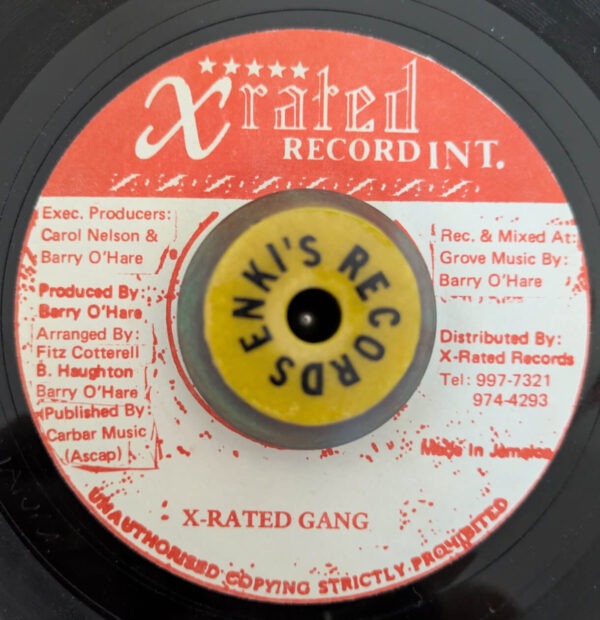 x rated
RECORD INT.
Exec. Producers:
Carol Nelson &
Barry O'Hare
Produced By:
Barry O'Hare
Arranged By:
Fitz Cotterell
B. Haughton
Barry O'Hare
Published By:
Carbar Music
(Ascap)
ENKI'S RECORDS
Rec. & Mixed At:
Grove Music By:
Barry O'Hare
Distributed By:
X-Rated Records
Tel: 997-7321
974-4293
Made In Jamaica
X-RATED GANG
UNAUTHORISED COPYING STRICTLY PROHIBITED